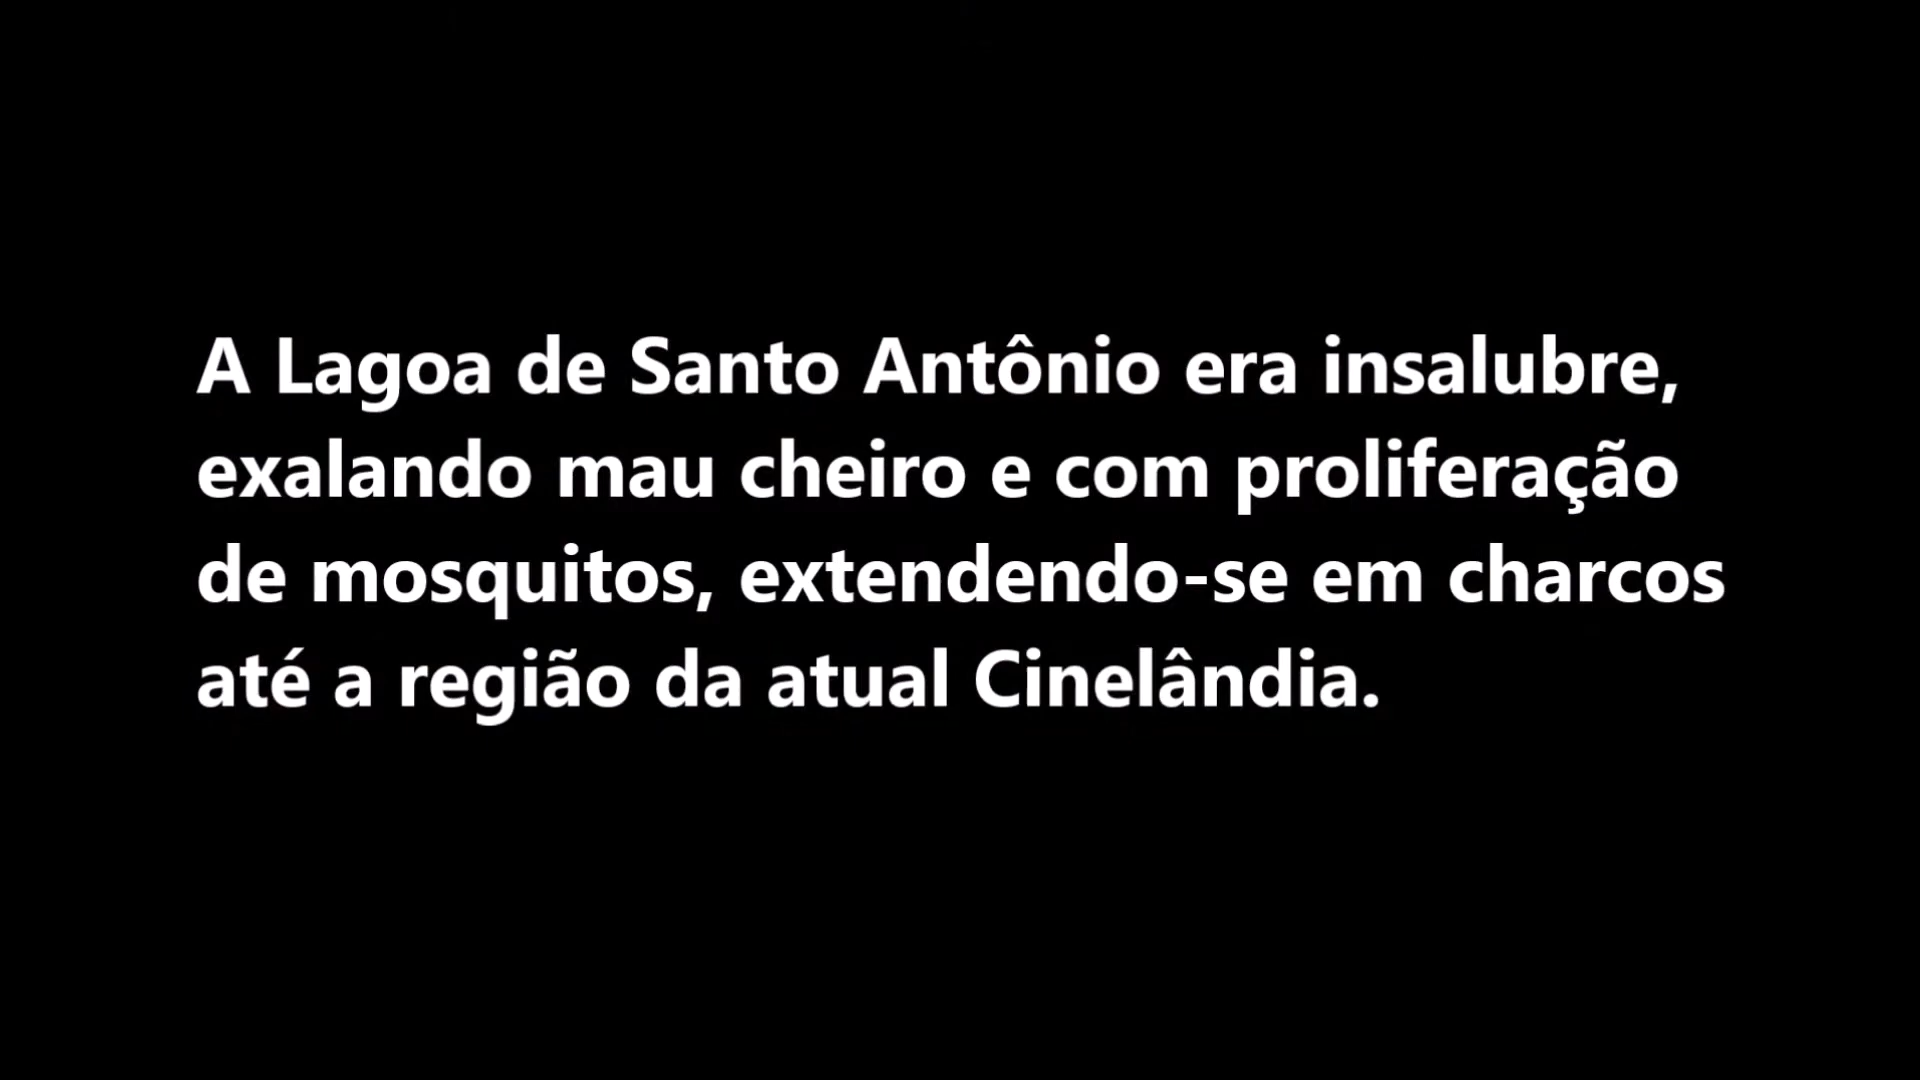 A Lagoa de Santo Antônio era insalubre,
exalando mau cheiro e com proliferação
de mosquitos, extendendo-se em charcos
até a região da atual Cinelândia.